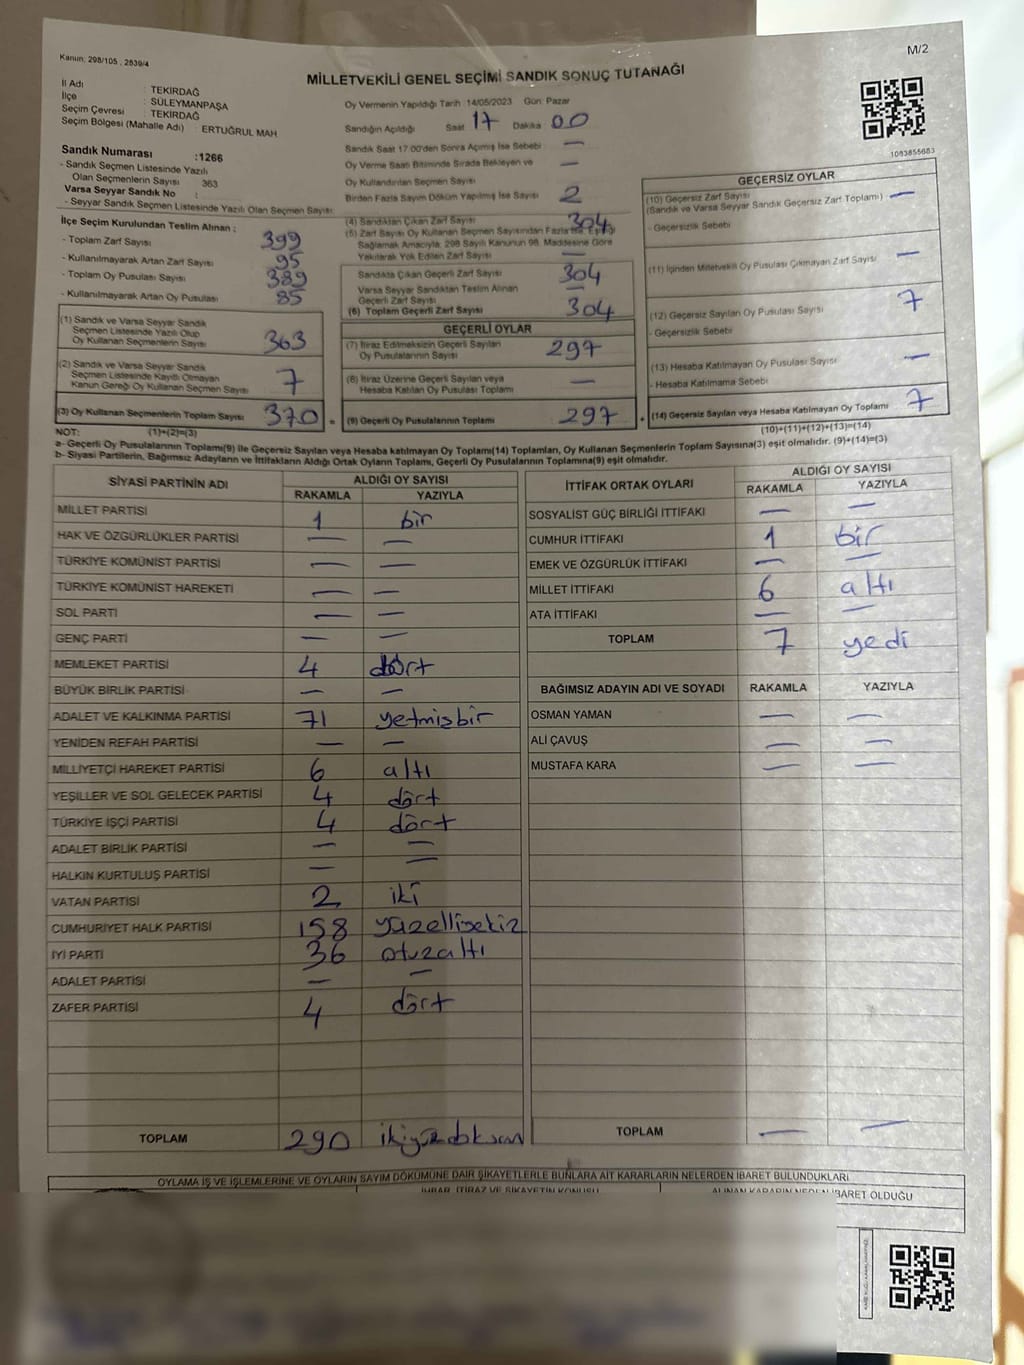 Kanun: 298/105 , 2839/4
M/2
MİLLETVEKİLİ GENEL SEÇİMİ SANDIK SONUÇ TUTANAĞI
İl Adı : TEKİRDAĞ
İlçe : SÜLEYMANPAŞA
Seçim Çevresi : TEKİRDAĞ
Seçim Bölgesi (Mahalle Adı) : ERTUĞRUL MAH
Sandık Numarası :1266
- Sandık Seçmen Listesinde Yazılı
Olan Seçmenlerin Sayısı : 363
Varsa Seyyar Sandık No :
- Seyyar Sandık Seçmen Listesinde Yazılı Olan Seçmen Sayısı:
Oy Vermenin Yapıldığı Tarih :14/05/2023 Gün: Pazar
Sandığın Açıldığı Saat 17 Dakika 00
Sandık Saat 17.00'den Sonra Açımış İse Sebebi : —
Oy Verme Saati Bitiminde Sırada Bekleyen ve
Oy Kullandırılan Seçmen Sayısı : —
Birden Fazla Sayım Döküm Yapılmış İse Sayısı : 2
1083855683
İlçe Seçim Kurulundan Teslim Alınan :
- Toplam Zarf Sayısı 399
- Kullanılmayarak Artan Zarf Sayısı 95
- Toplam Oy Pusulası Sayısı 389
- Kullanılmayarak Artan Oy Pusulası 85
(1) Sandık ve Varsa Seyyar Sandık
Seçmen Listesinde Yazılı Olup
Oy Kullanan Seçmenlerin Sayısı 363
(2) Sandık ve Varsa Seyyar Sandık
Seçmen Listesinde Kayıtlı Olmayan
Kanun Gereği Oy Kullanan Seçmen Sayısı 7
(3) Oy Kullanan Seçmenlerin Toplam Sayısı 370
(4) Sandıktan Çıkan Zarf Sayısı 304
(5) Zarf Sayısı Oy Kullanan Seçmen Sayısından Fazla ise, Eşitliği
Sağlamak Amacıyla, 298 Sayılı Kanunun 98. Maddesine Göre
Yakılarak Yok Edilen Zarf Sayısı —
Sandıkta Çıkan Geçerli Zarf Sayısı 304
Varsa Seyyar Sandıktan Teslim Alınan
Geçerli Zarf Sayısı —
(6) Toplam Geçerli Zarf Sayısı 304
GEÇERLİ OYLAR
(7) İtiraz Edilmeksizin Geçerli Sayılan
Oy Pusulalarının Sayısı 297
(8) İtiraz Üzerine Geçerli Sayılan veya
Hesaba Katılan Oy Pusulası Toplamı —
(9) Geçerli Oy Pusulalarının Toplamı 297
GEÇERSİZ OYLAR
(10) Geçersiz Zarf Sayısı
(Sandık ve Varsa Seyyar Sandık Geçersiz Zarf Toplamı) —
- Geçersizlik Sebebi
(11) İçinden Milletvekili Oy Pusulası Çıkmayan Zarf Sayısı —
(12) Geçersiz Sayılan Oy Pusulası Sayısı 7
- Geçersizlik Sebebi
(13) Hesaba Katılmayan Oy Pusulası Sayısı —
- Hesaba Katılmama Sebebi
(14) Geçersiz Sayılan veya Hesaba Katılmayan Oy Toplamı 7
NOT: (1)+(2)=(3)
(10)+(11)+(12)+(13)=(14)
a- Geçerli Oy Pusulalarının Toplamı(9) ile Geçersiz Sayılan veya Hesaba katılmayan Oy Toplamı(14) Toplamları, Oy Kullanan Seçmenlerin Toplam Sayısına(3) eşit olmalıdır. (9)+(14)=(3)
b- Siyasi Partilerin, Bağımsız Adayların ve İttifakların Aldığı Ortak Oyların Toplamı, Geçerli Oy Pusulalarının Toplamına(9) eşit olmalıdır.
SİYASİ PARTİNİN ADI ALDIĞI OY SAYISI
RAKAMLA YAZIYLA
MİLLET PARTİSİ 1 bir
HAK VE ÖZGÜRLÜKLER PARTİSİ — —
TÜRKİYE KOMÜNİST PARTİSİ — —
TÜRKİYE KOMÜNİST HAREKETİ — —
SOL PARTİ — —
GENÇ PARTİ — —
MEMLEKET PARTİSİ 4 dört
BÜYÜK BİRLİK PARTİSİ — —
ADALET VE KALKINMA PARTİSİ 71 yetmişbir
YENİDEN REFAH PARTİSİ — —
MİLLİYETÇİ HAREKET PARTİSİ 6 altı
YEŞİLLER VE SOL GELECEK PARTİSİ 4 dört
TÜRKİYE İŞÇİ PARTİSİ 4 dört
ADALET BİRLİK PARTİSİ — —
HALKIN KURTULUŞ PARTİSİ — —
VATAN PARTİSİ 2 iki
CUMHURİYET HALK PARTİSİ 158 yüzellisekiz
İYİ PARTİ 36 otuzaltı
ADALET PARTİSİ — —
ZAFER PARTİSİ 4 dört
TOPLAM 290 ikiyüzdoksan
İTTİFAK ORTAK OYLARI ALDIĞI OY SAYISI
RAKAMLA YAZIYLA
SOSYALİST GÜÇ BİRLİĞİ İTTİFAKI — —
CUMHUR İTTİFAKI 1 bir
EMEK VE ÖZGÜRLÜK İTTİFAKI — —
MİLLET İTTİFAKI 6 altı
ATA İTTİFAKI — —
TOPLAM 7 yedi
BAĞIMSIZ ADAYIN ADI VE SOYADI RAKAMLA YAZIYLA
OSMAN YAMAN — —
ALİ ÇAVUŞ — —
MUSTAFA KARA — —
TOPLAM — —
OYLAMA İŞ VE İŞLEMLERİNE VE OYLARIN SAYIM DÖKÜMÜNE DAİR ŞİKAYETLERLE BUNLARA AİT KARARLARIN NELERDEN İBARET BULUNDUKLARI
İHBAR, İTİRAZ VE ŞİKAYETİN KONUSU
ALINAN KARARIN NEDEN İBARET OLDUĞU